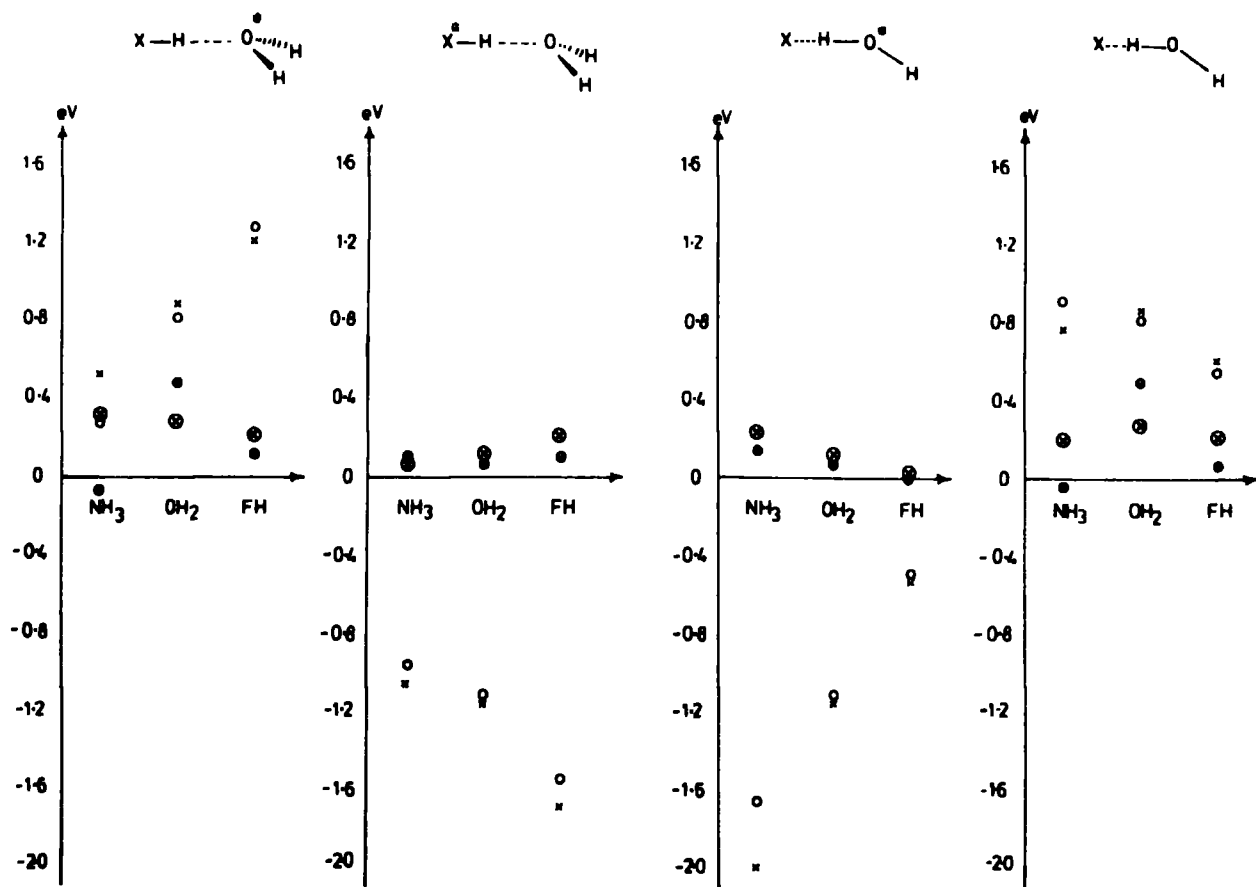 X—H----O* H H
X*—H----O H H
X----H—O* H
X---H—O H
eV eV eV eV
1·6 1·6 1·6 1·6
1·2 1·2 1·2 1·2
0·8 0·8 0·8 0·8
0·4 0·4 0·4 0·4
0 0 0 0
NH3 OH2 FH NH3 OH2 FH NH3 OH2 FH NH3 OH2 FH
-0·4 -0·4 -0·4 -0·4
-0·8 -0·8 -0·8 -0·8
-1·2 -1·2 -1·2 -1·2
-1·6 -1·6 -1·6 -1·6
-2·0 -2·0 -2·0 -2·0